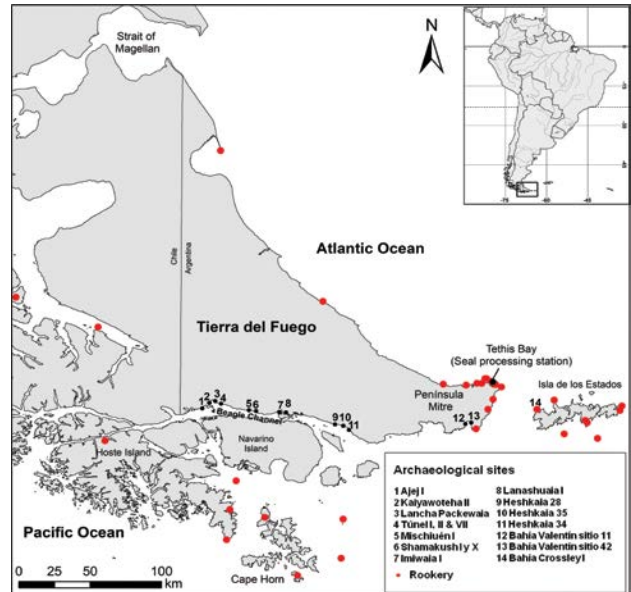 Strait of
Magellan
N
Chile
Argentina
Atlantic Ocean
Tierra del Fuego
Tethis Bay
(Seal processing station)
Península
Mitre
Isla de los Estados
1 2 3 4
5 6
7 8
9 10
11
12 13
14
Beagle Channel
Hoste Island
Navarino
Island
Pacific Ocean
Cape Horn
0 25 50 100
km
Archaeological sites
1 Ajej I
2 Kaiyawoteha II
3 Lancha Packewaia
4 Túnel I, II & VII
5 Mischiuén I
6 Shamakush I y X
7 Imiwaia I
8 Lanashuaia I
9 Heshkaia 28
10 Heshkaia 35
11 Heshkaia 34
12 Bahía Valentín sitio 11
13 Bahía Valentín sitio 42
14 Bahía Crossley I
Rookery